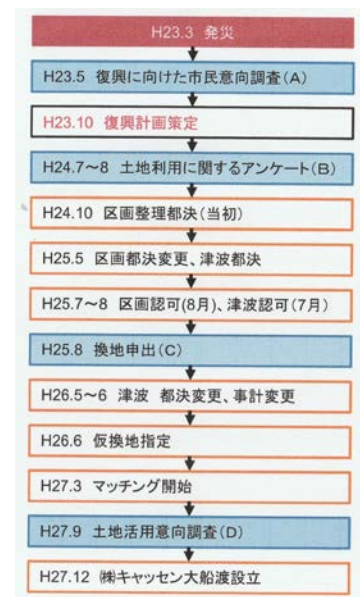 H23.3 発災
H23.5 復興に向けた市民意向調査(A)
H23.10 復興計画策定
H24.7～8 土地利用に関するアンケート(B)
H24.10 区画整理都決(当初)
H25.5 区画都決変更、津波都決
H25.7～8 区画認可(8月)、津波認可(7月)
H25.8 換地申出(C)
H26.5～6 津波 都決変更、事計変更
H26.6 仮換地指定
H27.3 マッチング開始
H27.9 土地活用意向調査(D)
H27.12 ㈱キャッセン大船渡設立